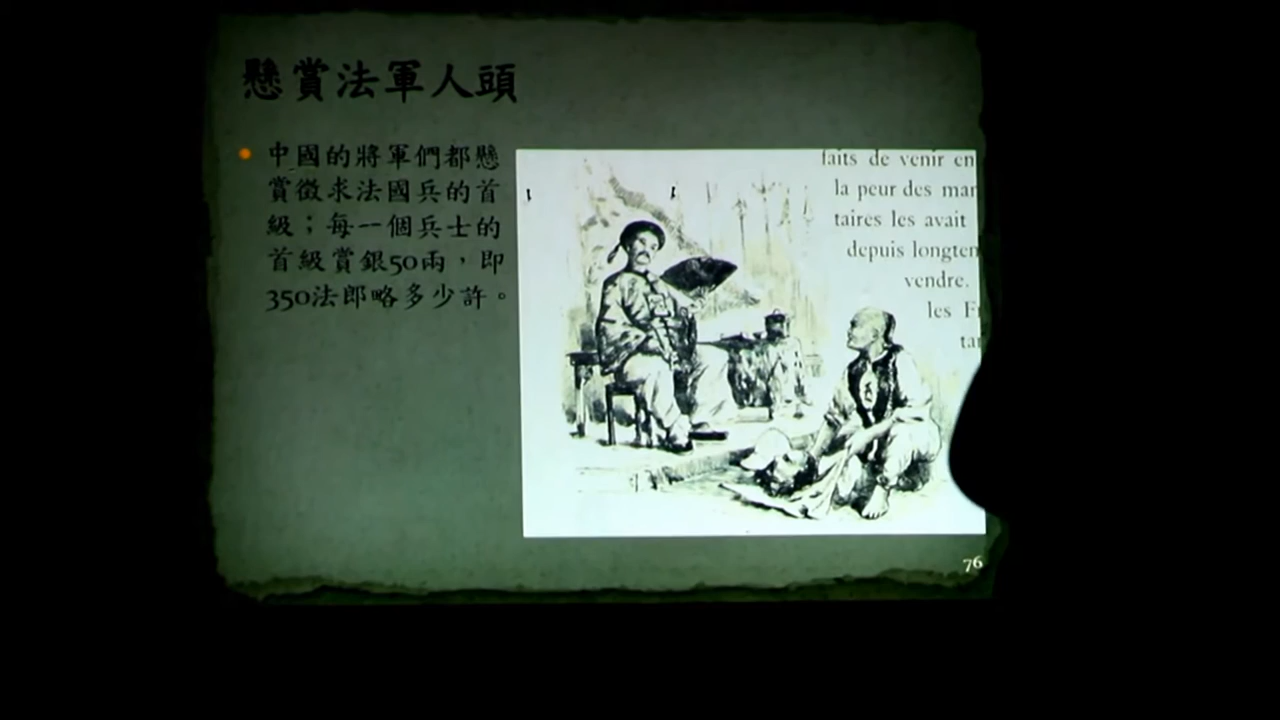 懸賞法軍人頭
中國的將軍們都懸
賞徵求法國兵的首
級；每一個兵士的
首級賞銀50兩，即
350法郎略多少許。
faits de venir en
la peur des
taires les avait
depuis
vendre.
les
76